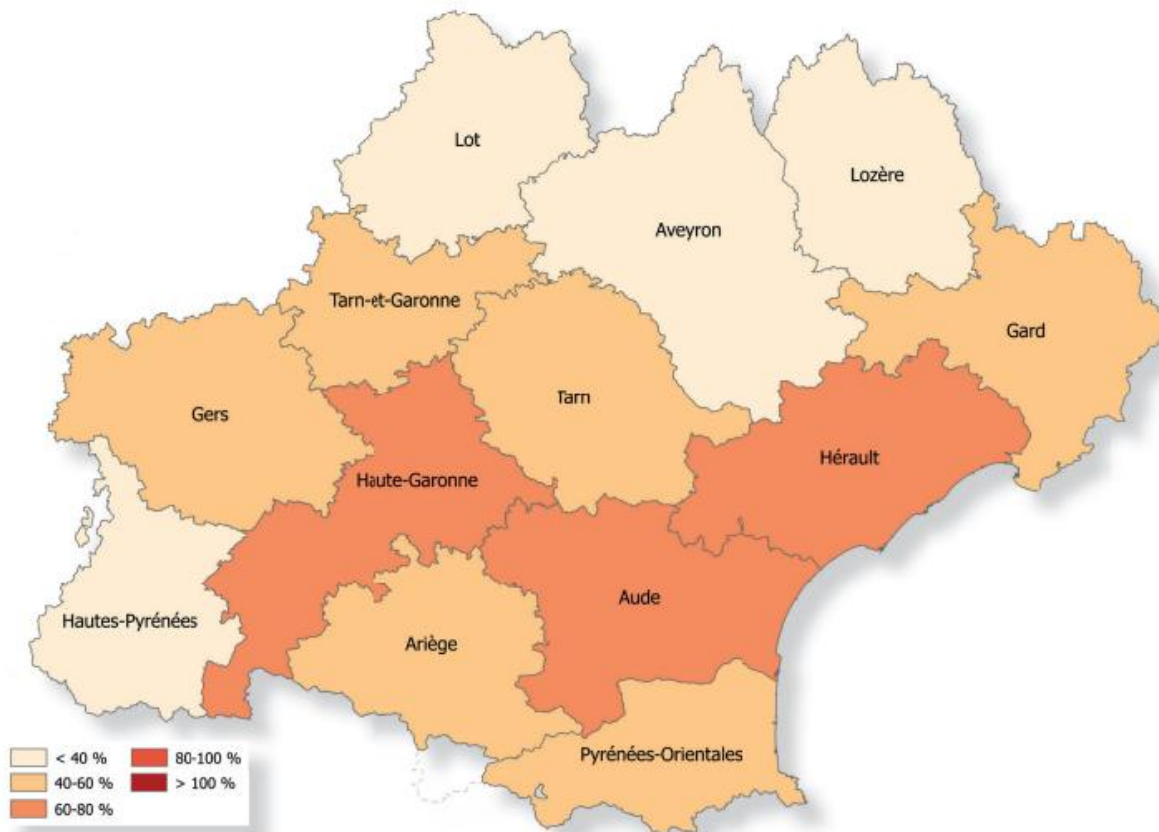 Lot
Lozère
Aveyron
Tarn-et-Garonne
Gard
Tarn
Gers
Hérault
Haute-Garonne
Aude
Hautes-Pyrénées
Ariège
Pyrénées-Orientales
< 40 %
40-60 %
60-80 %
80-100 %
> 100 %